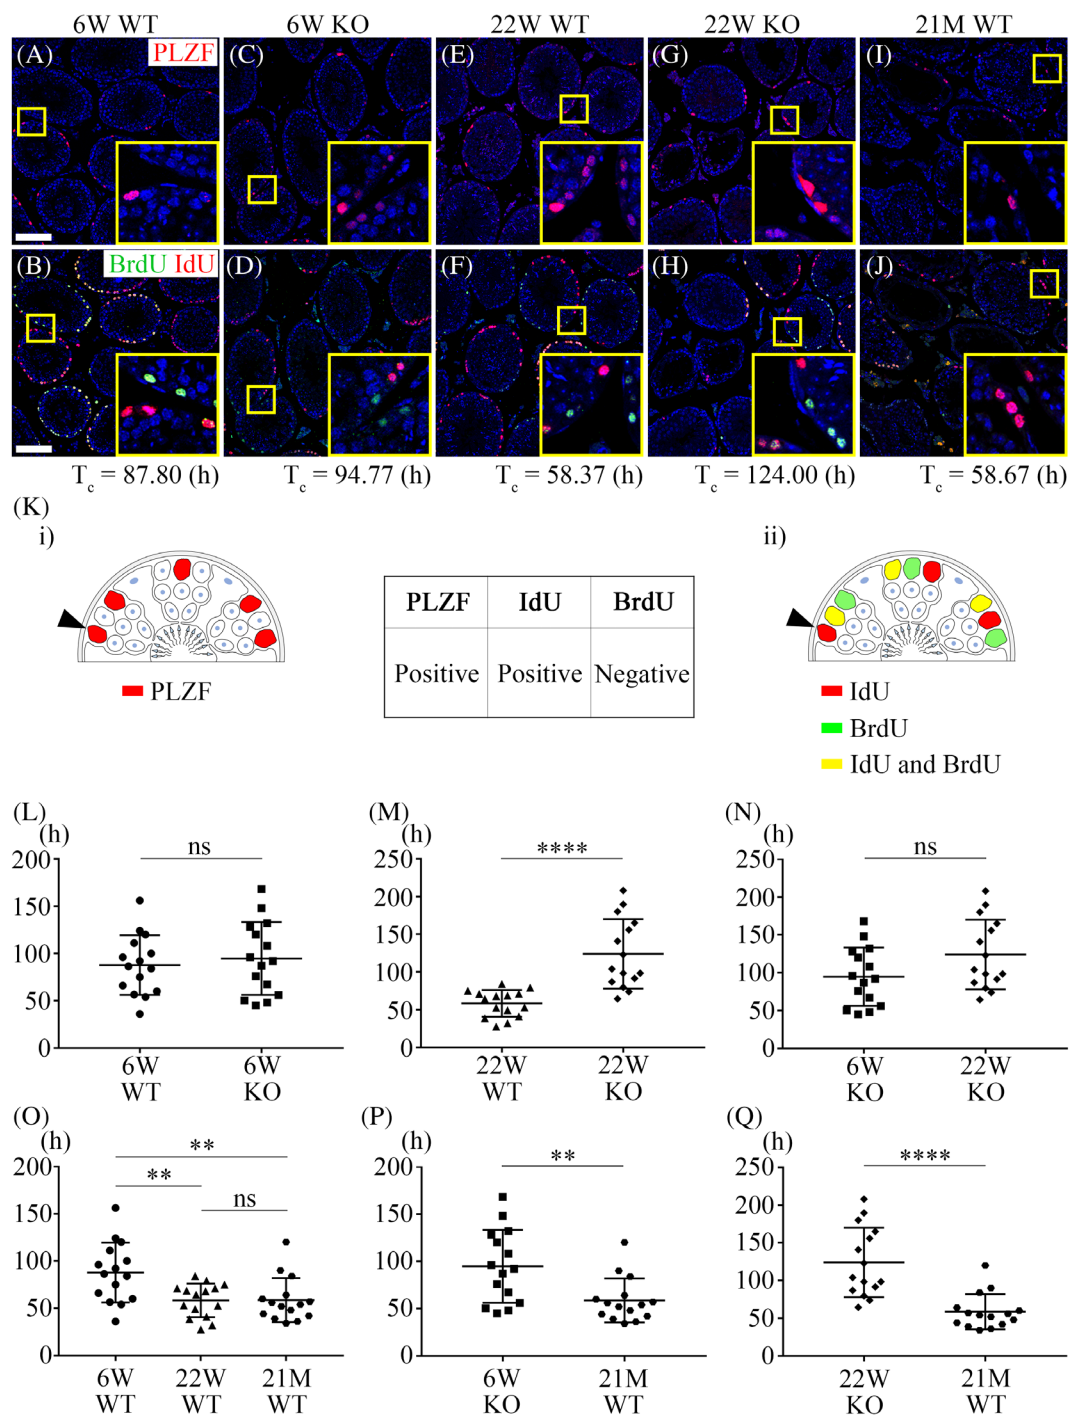 6W WT 6W KO 22W WT 22W KO 21M WT
(A) PLZF (C) (E) (G) (I)
(B) BrdU IdU (D) (F) (H) (J)
Tc = 87.80 (h) Tc = 94.77 (h) Tc = 58.37 (h) Tc = 124.00 (h) Tc = 58.67 (h)
(K)
i) ii)
PLZF IdU BrdU
Positive Positive Negative
PLZF
IdU
BrdU
IdU and BrdU
(L) (M) (N)
(h) (h) (h)
ns **** ns
200 250 250
150 200 200
100 150 150
50 100 100
0 50 50
0 0
6W 6W 22W 22W 6W 22W
WT KO WT KO KO KO
(O) (P) (Q)
(h) (h) (h)
** ** ****
** ns
200 200 250
150 150 200
100 100 150
50 50 100
0 0 50
0
6W 22W 21M 6W 21M 22W 21M
WT WT WT KO WT KO WT